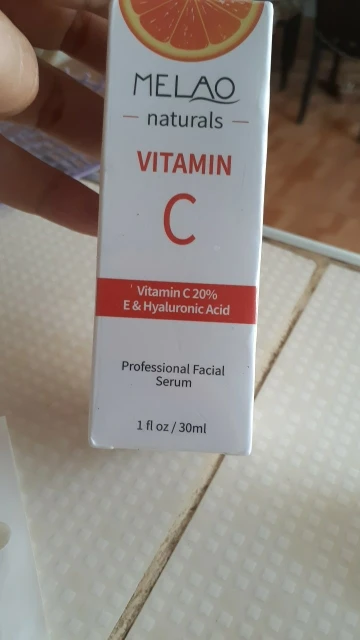 MELAO
naturals
VITAMIN
C
Vitamin C 20%
E & Hyaluronic Acid
Professional Facial
Serum
1 fl oz / 30ml